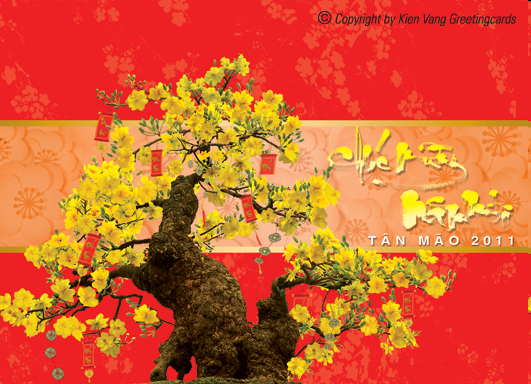 © Copyright by Kien Vang Greetingcards
Chúc Mừng
Năm Mới
TÂN MÃO 2011